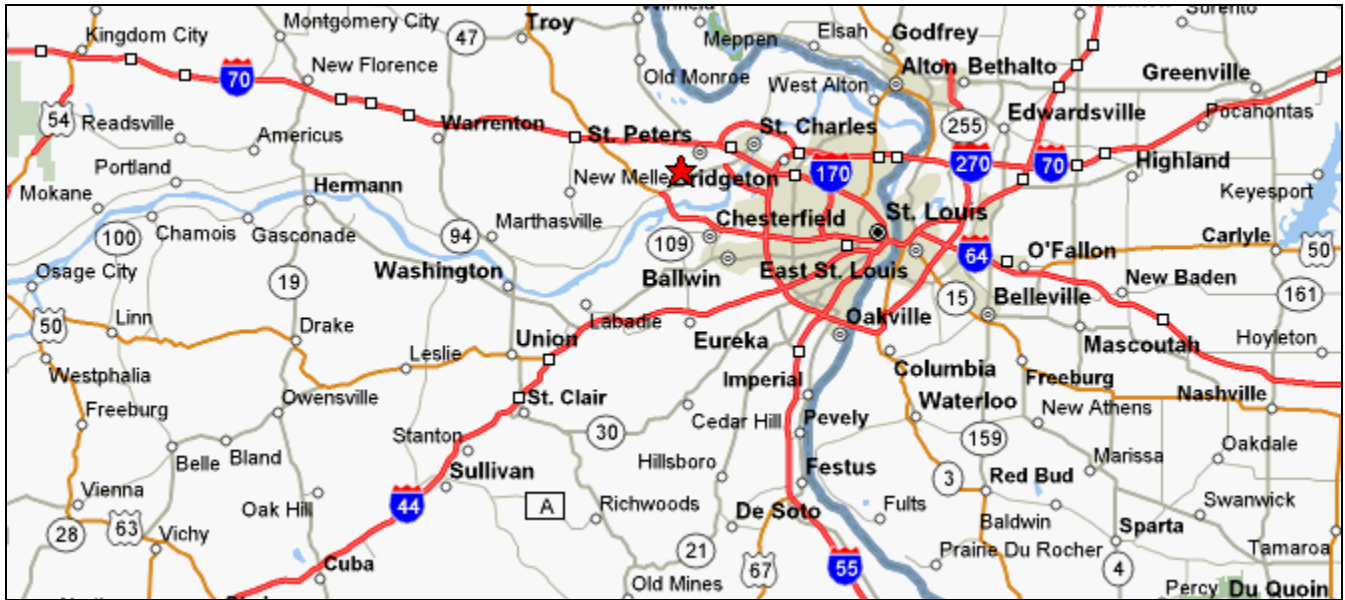 Winfield
Sorento
Montgomery City
Troy
Elsah
Godfrey
Kingdom City
47
Meppen
New Florence
Old Monroe
Alton
Bethalto
Greenville
70
West Alton
Edwardsville
54
Readsville
Americus
Warrenton
St. Peters
St. Charles
255
Pocahontas
Portland
New Melle
Bridgeton
170
270
70
Highland
Mokane
Hermann
Keyesport
Marthasville
Chesterfield
St. Louis
100
Chamois
Gasconade
94
109
Carlyle
50
Osage City
Washington
Ballwin
East St. Louis
64
O'Fallon
19
New Baden
15
Belleville
161
50
Linn
Drake
Labadie
Oakville
Union
Eureka
Mascoutah
Hoyleton
Leslie
Columbia
Westphalia
Imperial
Freeburg
Owensville
St. Clair
Waterloo
Nashville
Freeburg
Cedar Hill
Pevely
New Athens
Stanton
30
159
Oakdale
Belle
Bland
Hillsboro
Festus
Marissa
Sullivan
3
Red Bud
Vienna
44
A
Richwoods
Fults
Swanwick
Oak Hill
De Soto
Baldwin
Sparta
28
63
Vichy
21
Prairie Du Rocher
Tamaroa
Cuba
67
55
4
Old Mines
Percy
Du Quoin